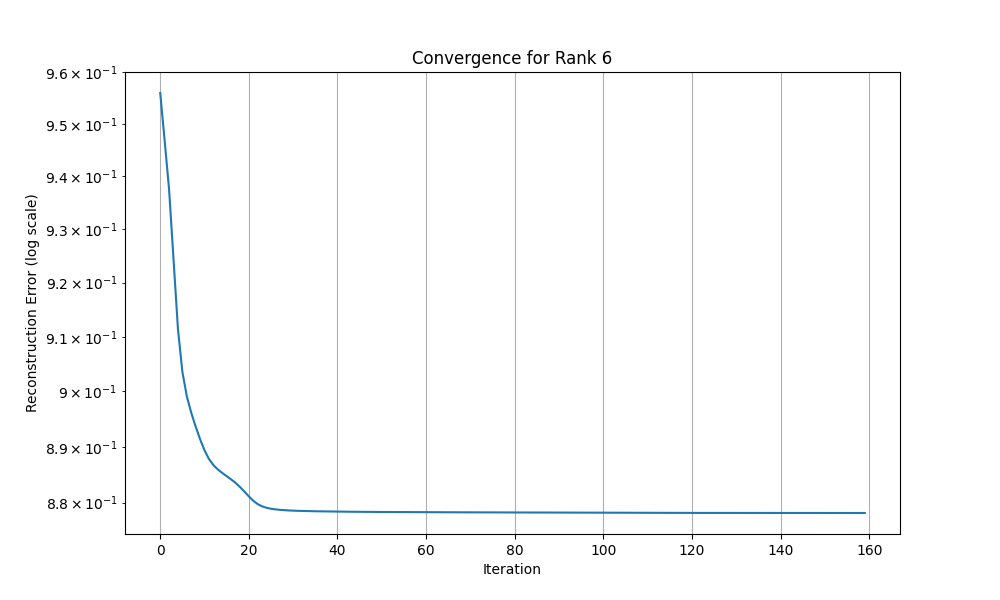 Convergence for Rank 6
Reconstruction Error (log scale)
9.6 × 10⁻¹
9.5 × 10⁻¹
9.4 × 10⁻¹
9.3 × 10⁻¹
9.2 × 10⁻¹
9.1 × 10⁻¹
9 × 10⁻¹
8.9 × 10⁻¹
8.8 × 10⁻¹
0 20 40 60 80 100 120 140 160
Iteration